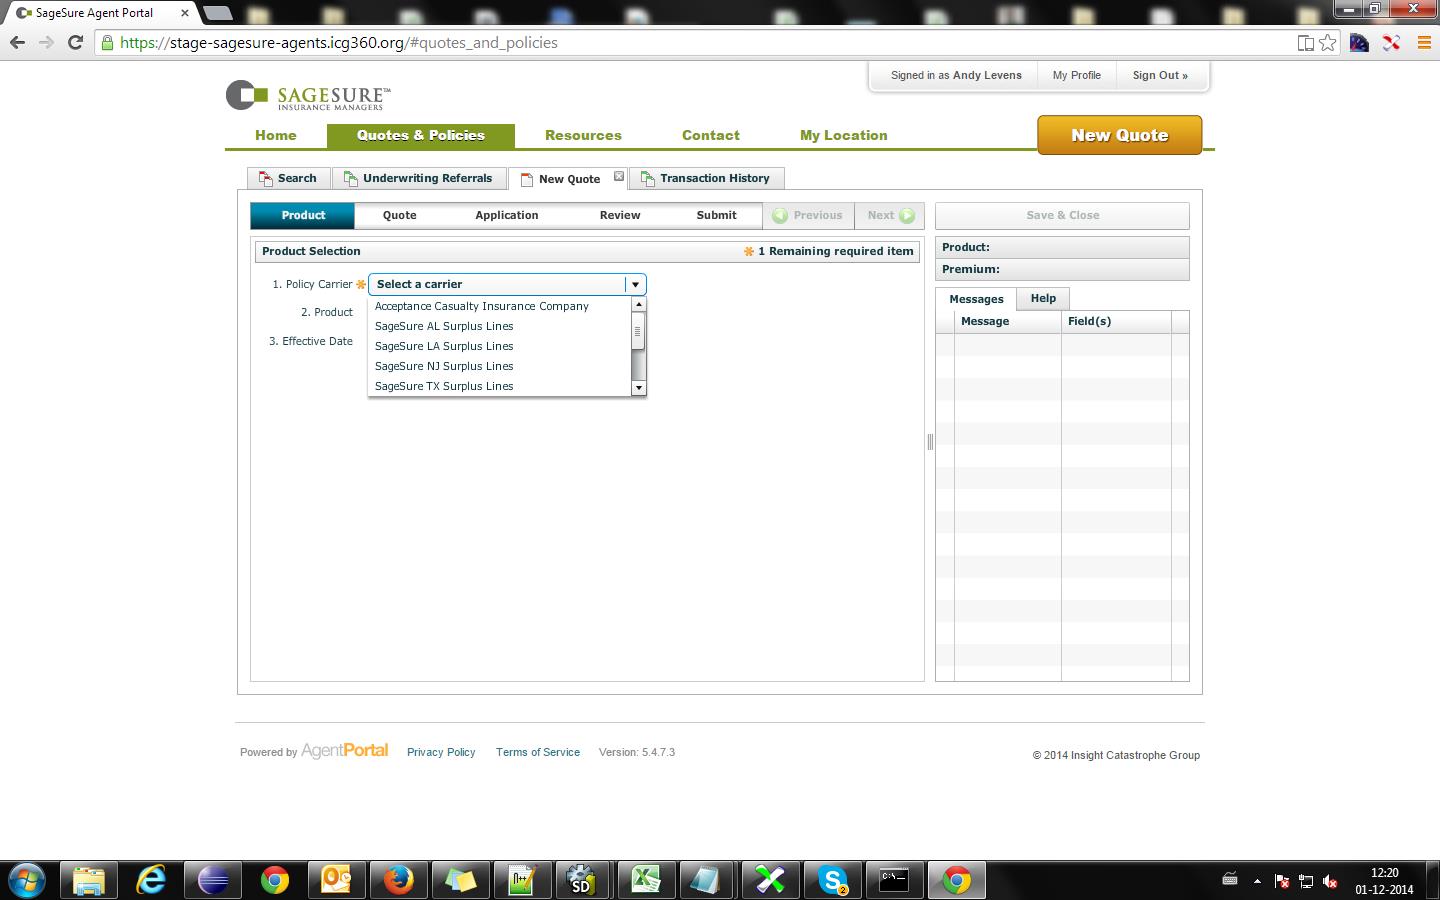 SageSure Agent Portal
https://stage-sagesure-agents.icg360.org/#quotes_and_policies
Signed in as Andy Levens
My Profile
Sign Out »
SAGESURE™
INSURANCE MANAGERS
Home
Quotes & Policies
Resources
Contact
My Location
New Quote
Search
Underwriting Referrals
New Quote
Transaction History
Product
Quote
Application
Review
Submit
Previous
Next
Save & Close
Product Selection
* 1 Remaining required item
1. Policy Carrier *
Select a carrier
Acceptance Casualty Insurance Company
SageSure AL Surplus Lines
SageSure LA Surplus Lines
SageSure NJ Surplus Lines
SageSure TX Surplus Lines
2. Product
3. Effective Date
Product:
Premium:
Messages
Help
Message
Field(s)
Powered by AgentPortal
Privacy Policy
Terms of Service
Version: 5.4.7.3
© 2014 Insight Catastrophe Group
N++
SD
S
2
C:\_
12:20
01-12-2014